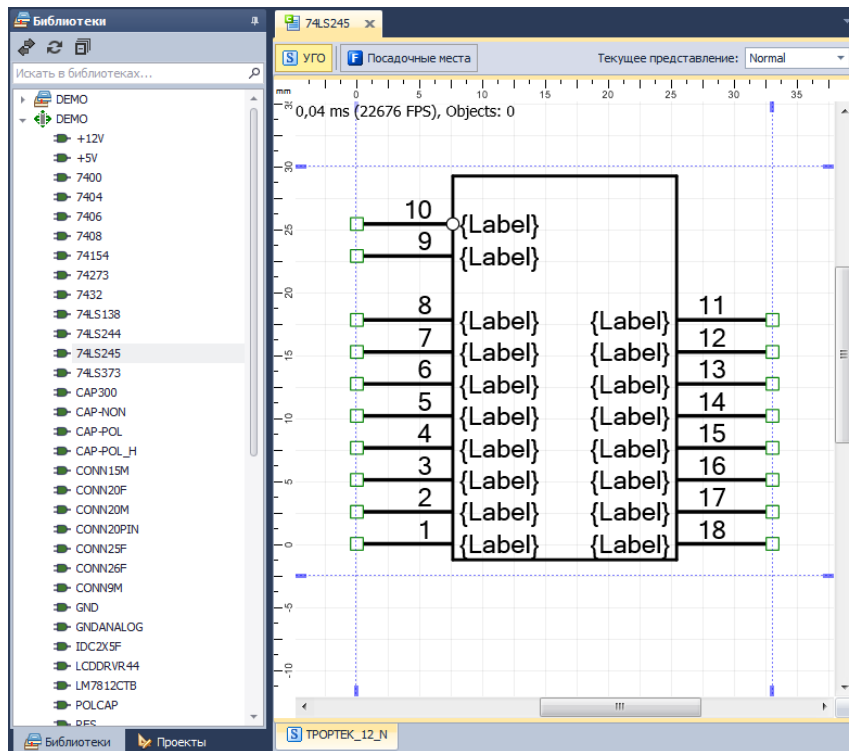 Библиотеки
Искать в библиотеках...
DEMO
DEMO
+12V
+5V
7400
7404
7406
7408
74154
74273
7432
74LS138
74LS244
74LS245
74LS373
CAP300
CAP-NON
CAP-POL
CAP-POL_H
CONN15M
CONN20F
CONN20M
CONN20PIN
CONN25F
CONN26F
CONN9M
GND
GNDANALOG
IDC2X5F
LCDDRVR44
LM7812CTB
POLCAP
RES
Библиотеки Проекты
74LS245
S УГО F Посадочные места Текущее представление: Normal
mm 0 5 10 15 20 25 30 35
35
0,04 ms (22676 FPS), Objects: 0
30
10 {Label}
25
9 {Label}
20
8 {Label} {Label} 11
7 {Label} {Label} 12
15
6 {Label} {Label} 13
5 {Label} {Label} 14
10
4 {Label} {Label} 15
3 {Label} {Label} 16
5
2 {Label} {Label} 17
1 {Label} {Label} 18
0
-5
-10
S TPOPTEK_12_N